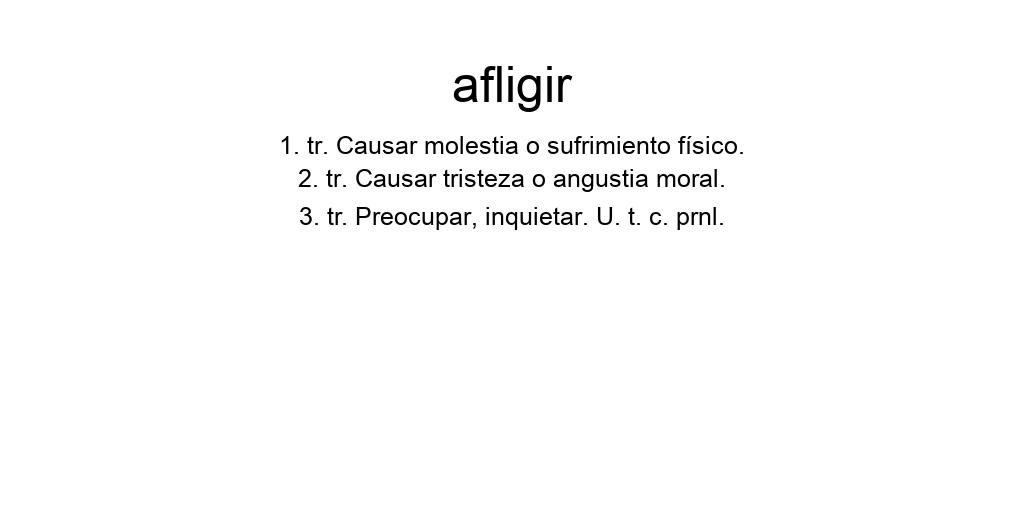 afligir
1. tr. Causar molestia o sufrimiento físico.
2. tr. Causar tristeza o angustia moral.
3. tr. Preocupar, inquietar. U. t. c. prnl.